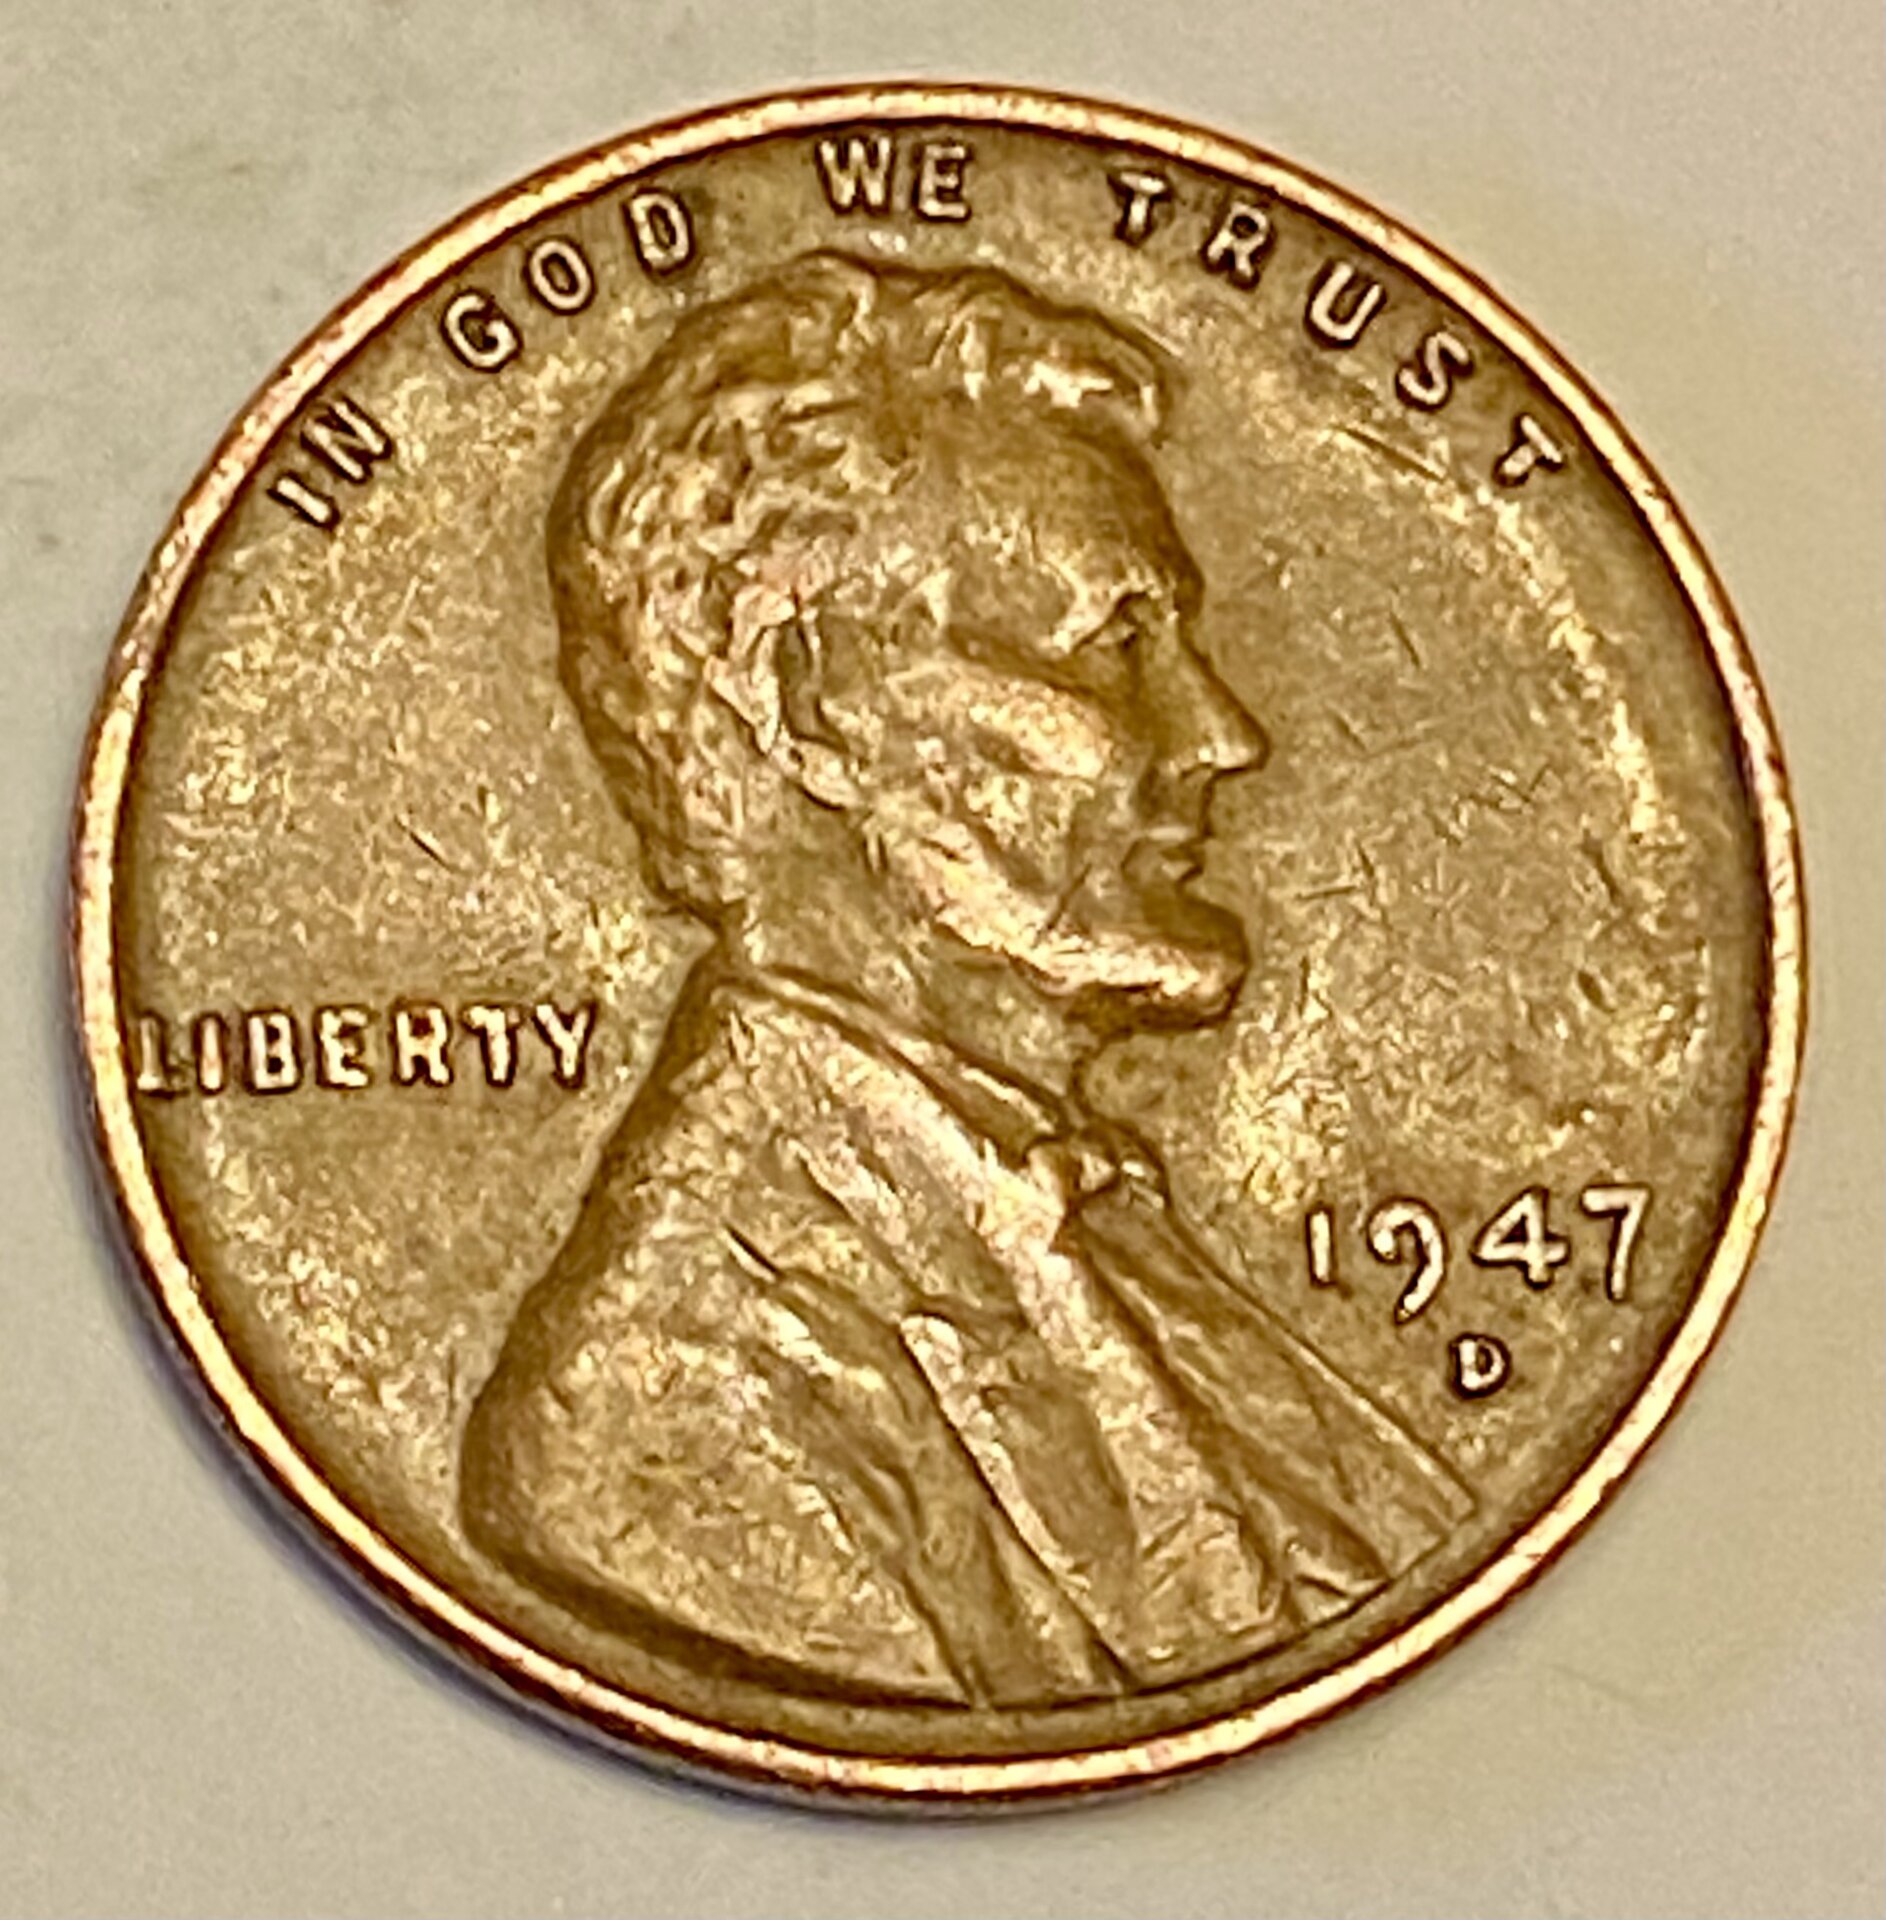 IN GOD WE TRUST
LIBERTY
1947
D